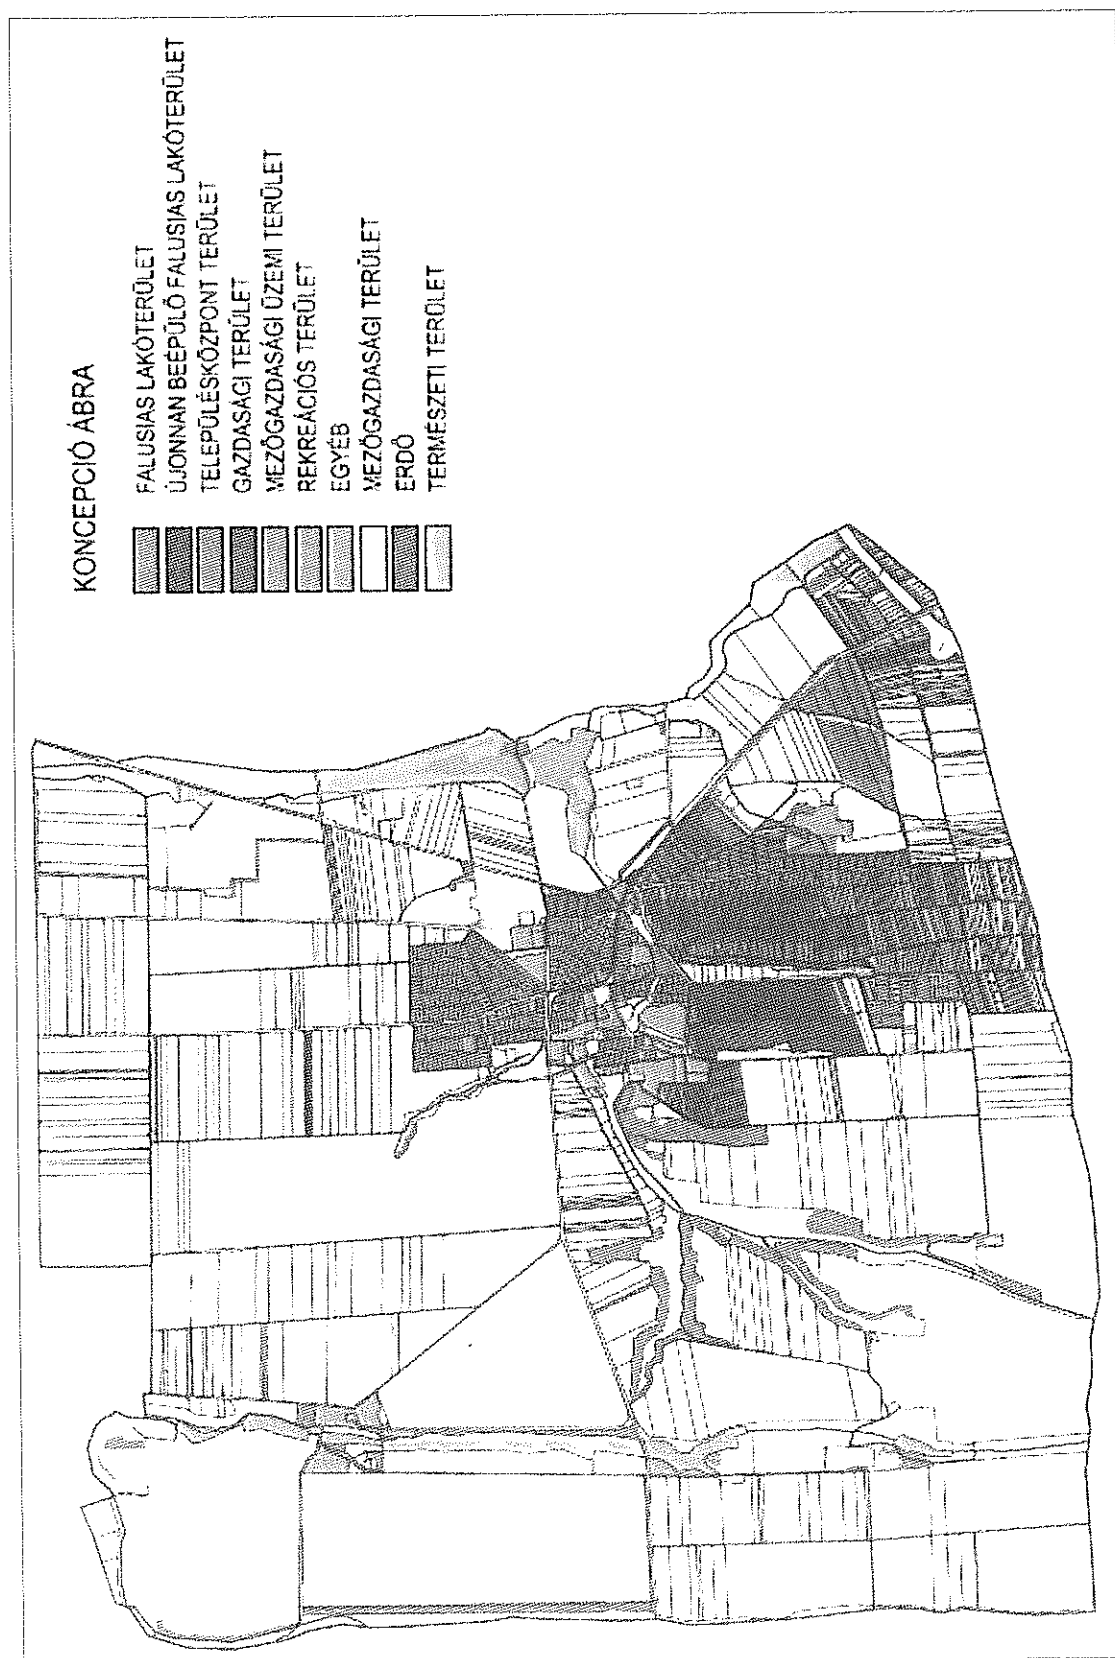 KONCEPCIÓ ÁBRA
FALUSIAS LAKÓTERÜLET
ÚJONNAN BEÉPÜLŐ FALUSIAS LAKÓTERÜLET
TELEPÜLÉSKÖZPONT TERÜLET
GAZDASÁGI TERÜLET
MEZŐGAZDASÁGI ÜZEMI TERÜLET
REKREÁCIÓS TERÜLET
EGYÉB
MEZŐGAZDASÁGI TERÜLET
ERDŐ
TERMÉSZETI TERÜLET